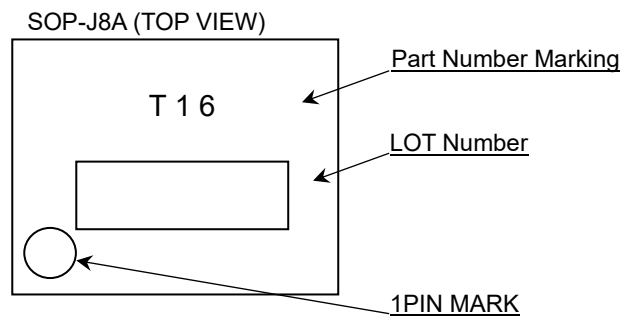 SOP-J8A (TOP VIEW)
Part Number Marking
T 1 6
LOT Number
1PIN MARK